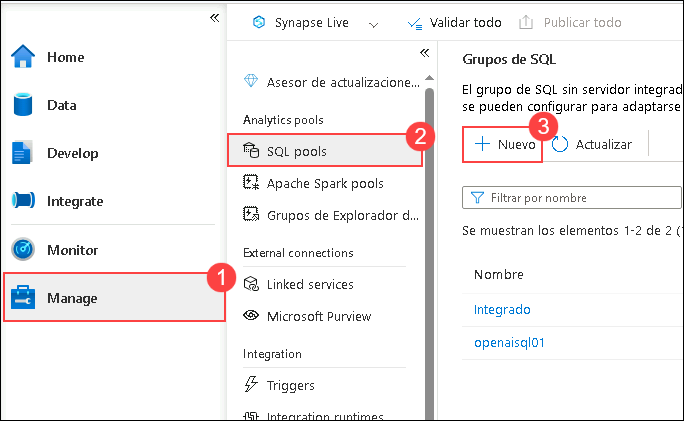 Home
Data
Develop
Integrate
Monitor
1
Manage
Synapse Live
Validar todo
Publicar todo
Asesor de actualizacione...
Analytics pools
2
SQL pools
Apache Spark pools
Grupos de Explorador d...
External connections
Linked services
Microsoft Purview
Integration
Triggers
Integration runtimes
Grupos de SQL
El grupo de SQL sin servidor integrad
se pueden configurar para adaptarse
3
Nuevo
Actualizar
Filtrar por nombre
Se muestran los elementos 1-2 de 2 (
Nombre
Integrado
openaisql01